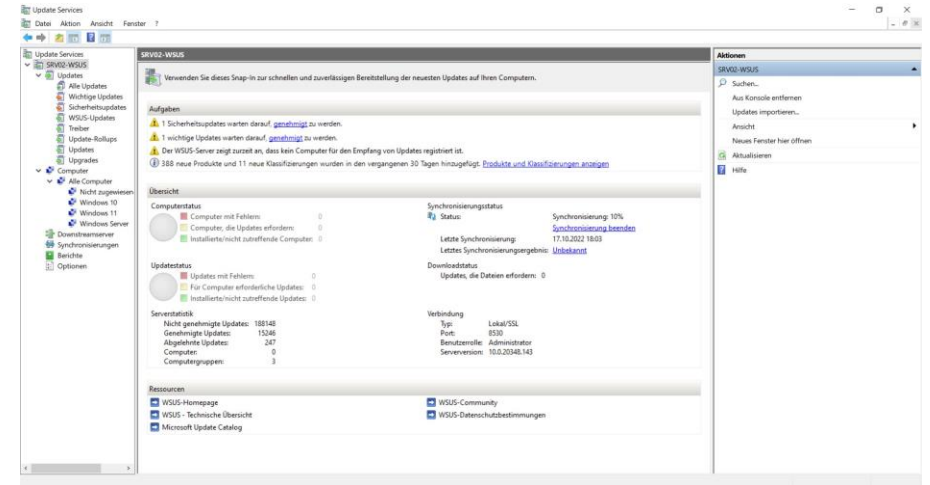 Update Services
Datei Aktion Ansicht Fenster ?
Update Services
SRV02-WSUS
Updates
Alle Updates
Wichtige Updates
Sicherheitsupdates
WSUS-Updates
Treiber
Update-Rollups
Updates
Upgrades
Computer
Alle Computer
Nicht zugewiesen
Windows 10
Windows 11
Windows Server
Downstreamserver
Synchronisierungen
Berichte
Optionen
SRV02-WSUS
Verwenden Sie dieses Snap-In zur schnellen und zuverlässigen Bereitstellung der neuesten Updates auf Ihren Computern.
Aufgaben
1 Sicherheitsupdates warten darauf, genehmigt zu werden.
1 wichtige Updates warten darauf, genehmigt zu werden.
Der WSUS-Server zeigt zurzeit an, dass kein Computer für den Empfang von Updates registriert ist.
388 neue Produkte und 11 neue Klassifizierungen wurden in den vergangenen 30 Tagen hinzugefügt. Produkte und Klassifizierungen anzeigen
Übersicht
Computerstatus
Computer mit Fehlern: 0
Computer, die Updates erfordern: 0
Installierte/nicht zutreffende Computer: 0
Updatestatus
Updates mit Fehlern: 0
Für Computer erforderliche Updates: 0
Installierte/nicht zutreffende Updates: 0
Serverstatistik
Nicht genehmigte Updates: 188148
Genehmigte Updates: 15246
Abgelehnte Updates: 247
Computer: 0
Computergruppen: 3
Synchronisierungsstatus
Status: Synchronisierung: 10%
Synchronisierung beenden
Letzte Synchronisierung: 17.10.2022 18:03
Letztes Synchronisierungsergebnis: Unbekannt
Downloadstatus
Updates, die Dateien erfordern: 0
Verbindung
Typ: Lokal/SSL
Port: 8530
Benutzerrolle: Administrator
Serverversion: 10.0.20348.143
Ressourcen
WSUS-Homepage
WSUS - Technische Übersicht
Microsoft Update Catalog
WSUS-Community
WSUS-Datenschutzbestimmungen
Aktionen
SRV02-WSUS
Suchen...
Aus Konsole entfernen
Updates importieren...
Ansicht
Neues Fenster hier öffnen
Aktualisieren
Hilfe